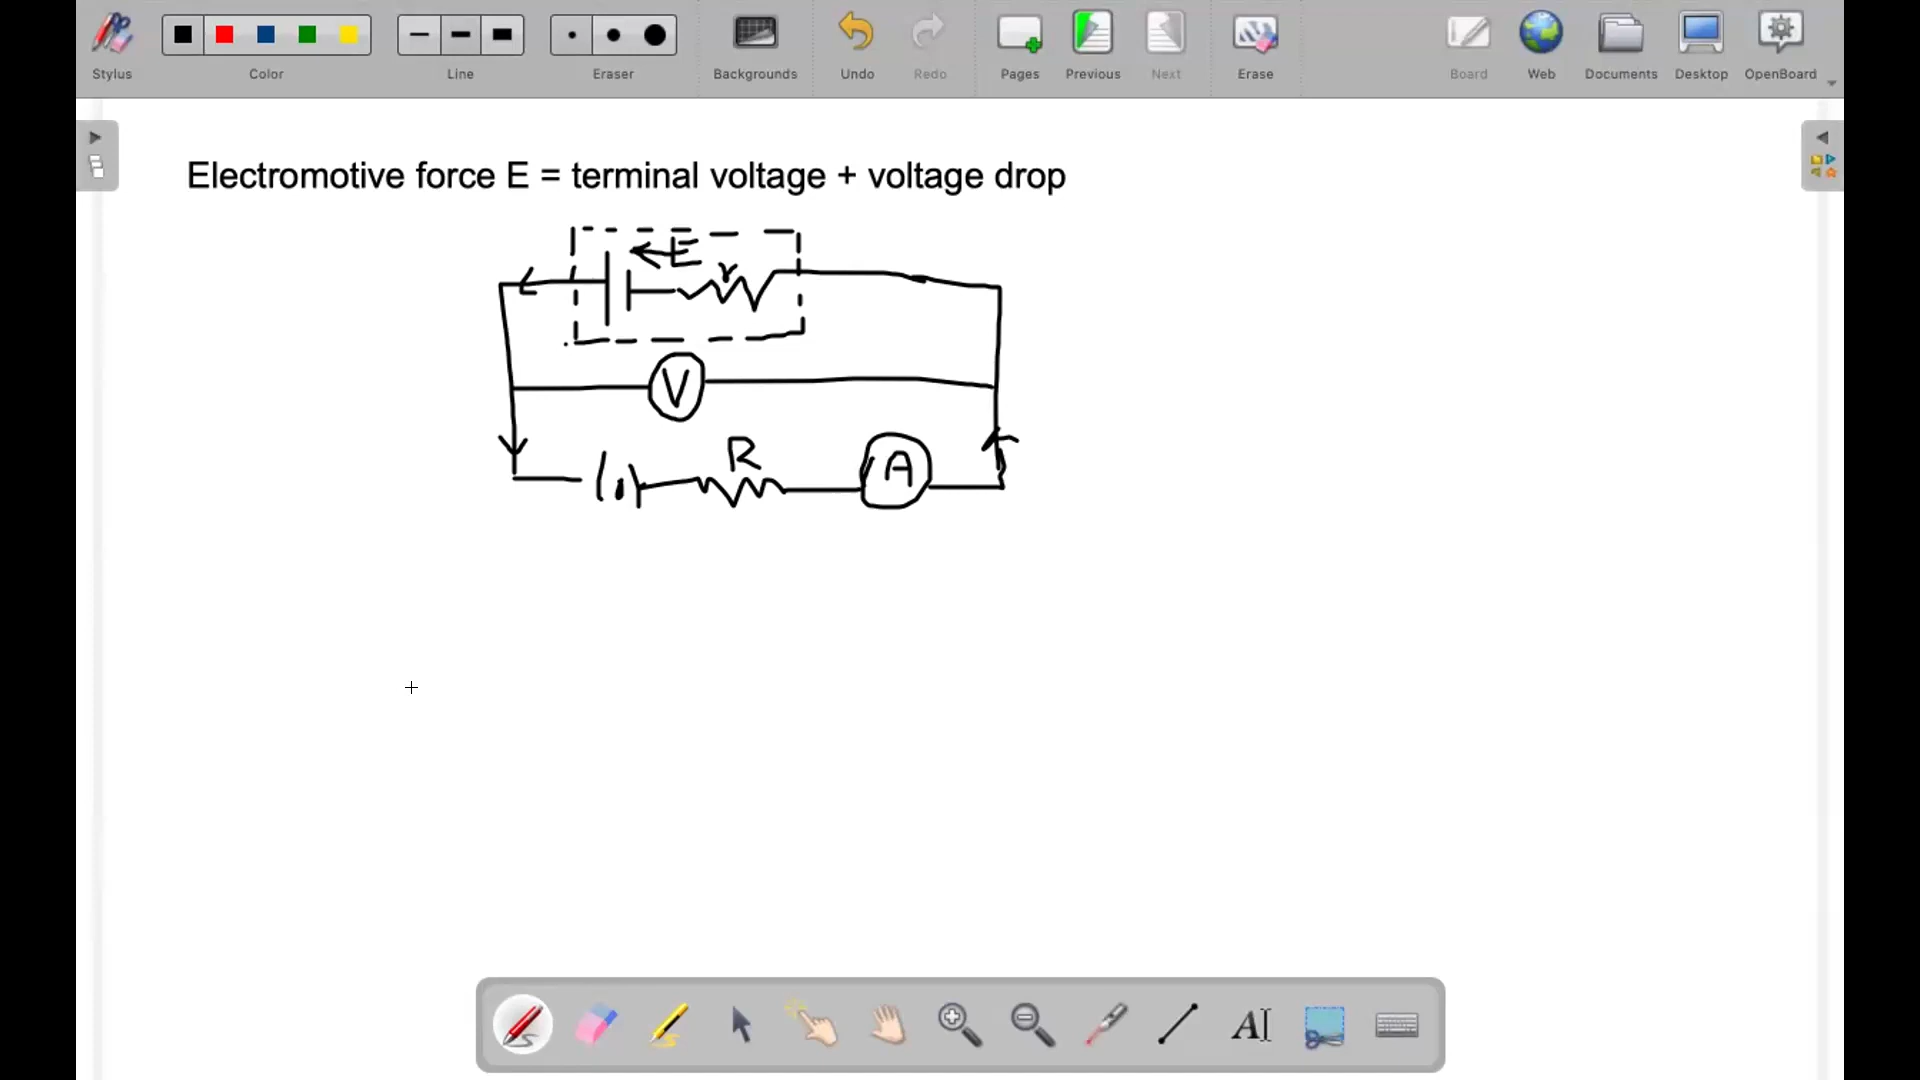 Stylus Color Line Eraser Backgrounds Undo Redo Pages Previous Next Erase Board Web Documents Desktop OpenBoard
Electromotive force E = terminal voltage + voltage drop
E
r
V
R
A
A